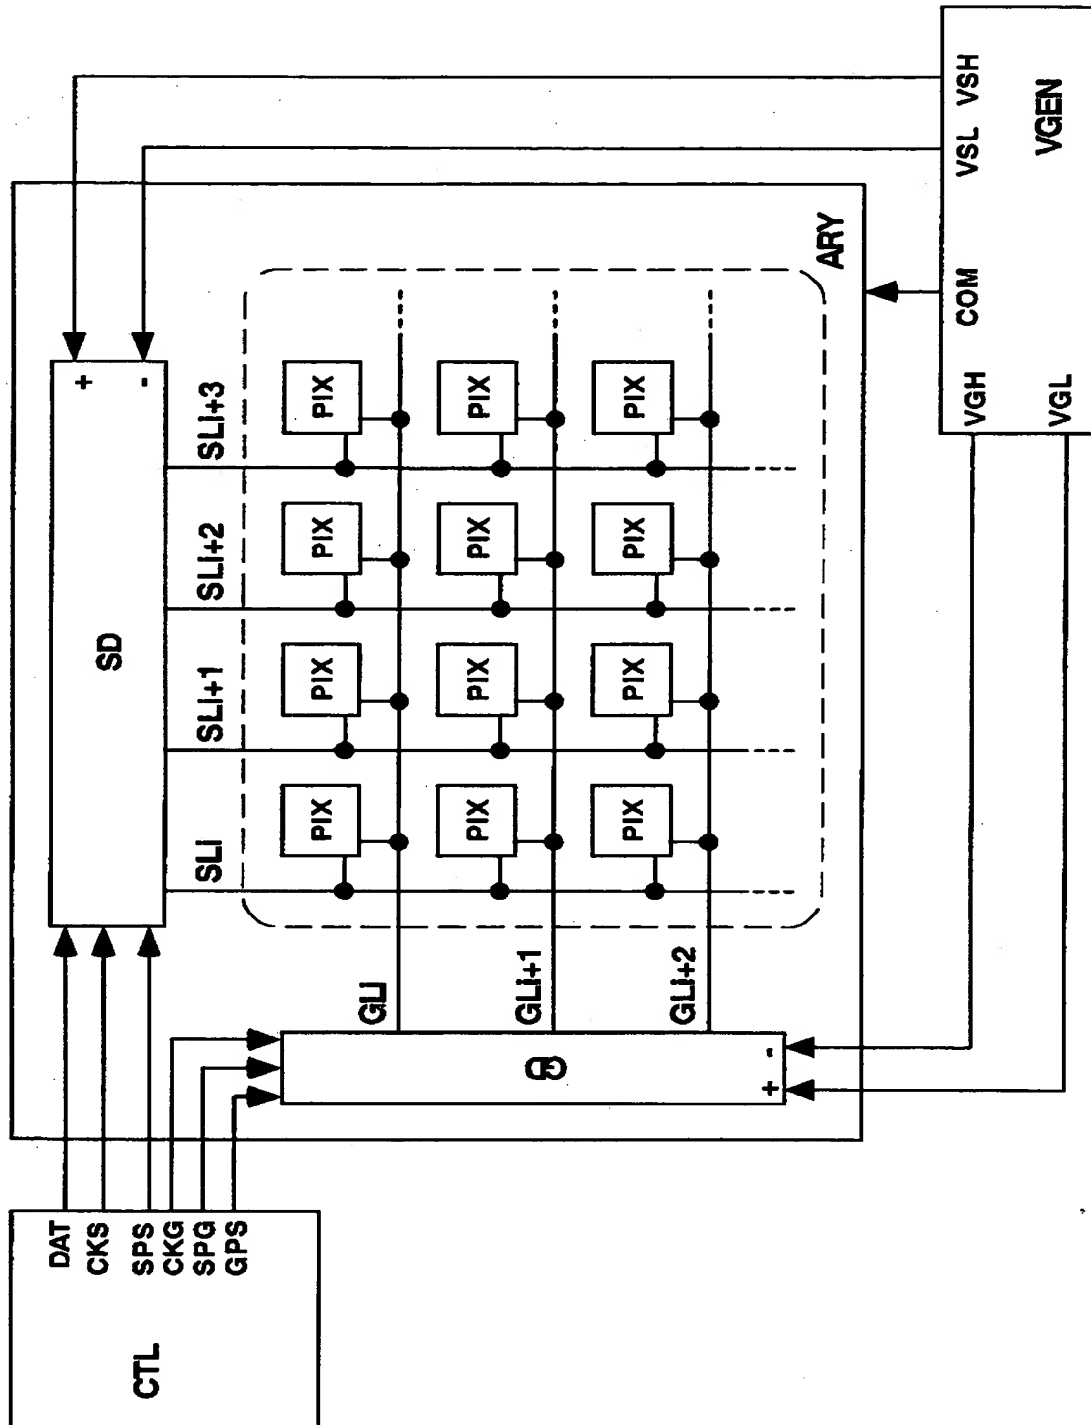 CTL
DAT
CKS
SPS
CKG
SPG
GPS
SD
+
-
SLi
SLi+1
SLi+2
SLi+3
PIX
PIX
PIX
PIX
GLi
PIX
PIX
PIX
PIX
GLi+1
PIX
PIX
PIX
PIX
GLi+2
GD
+
-
ARY
VGH
COM
VSL
VSH
VGL
VGEN